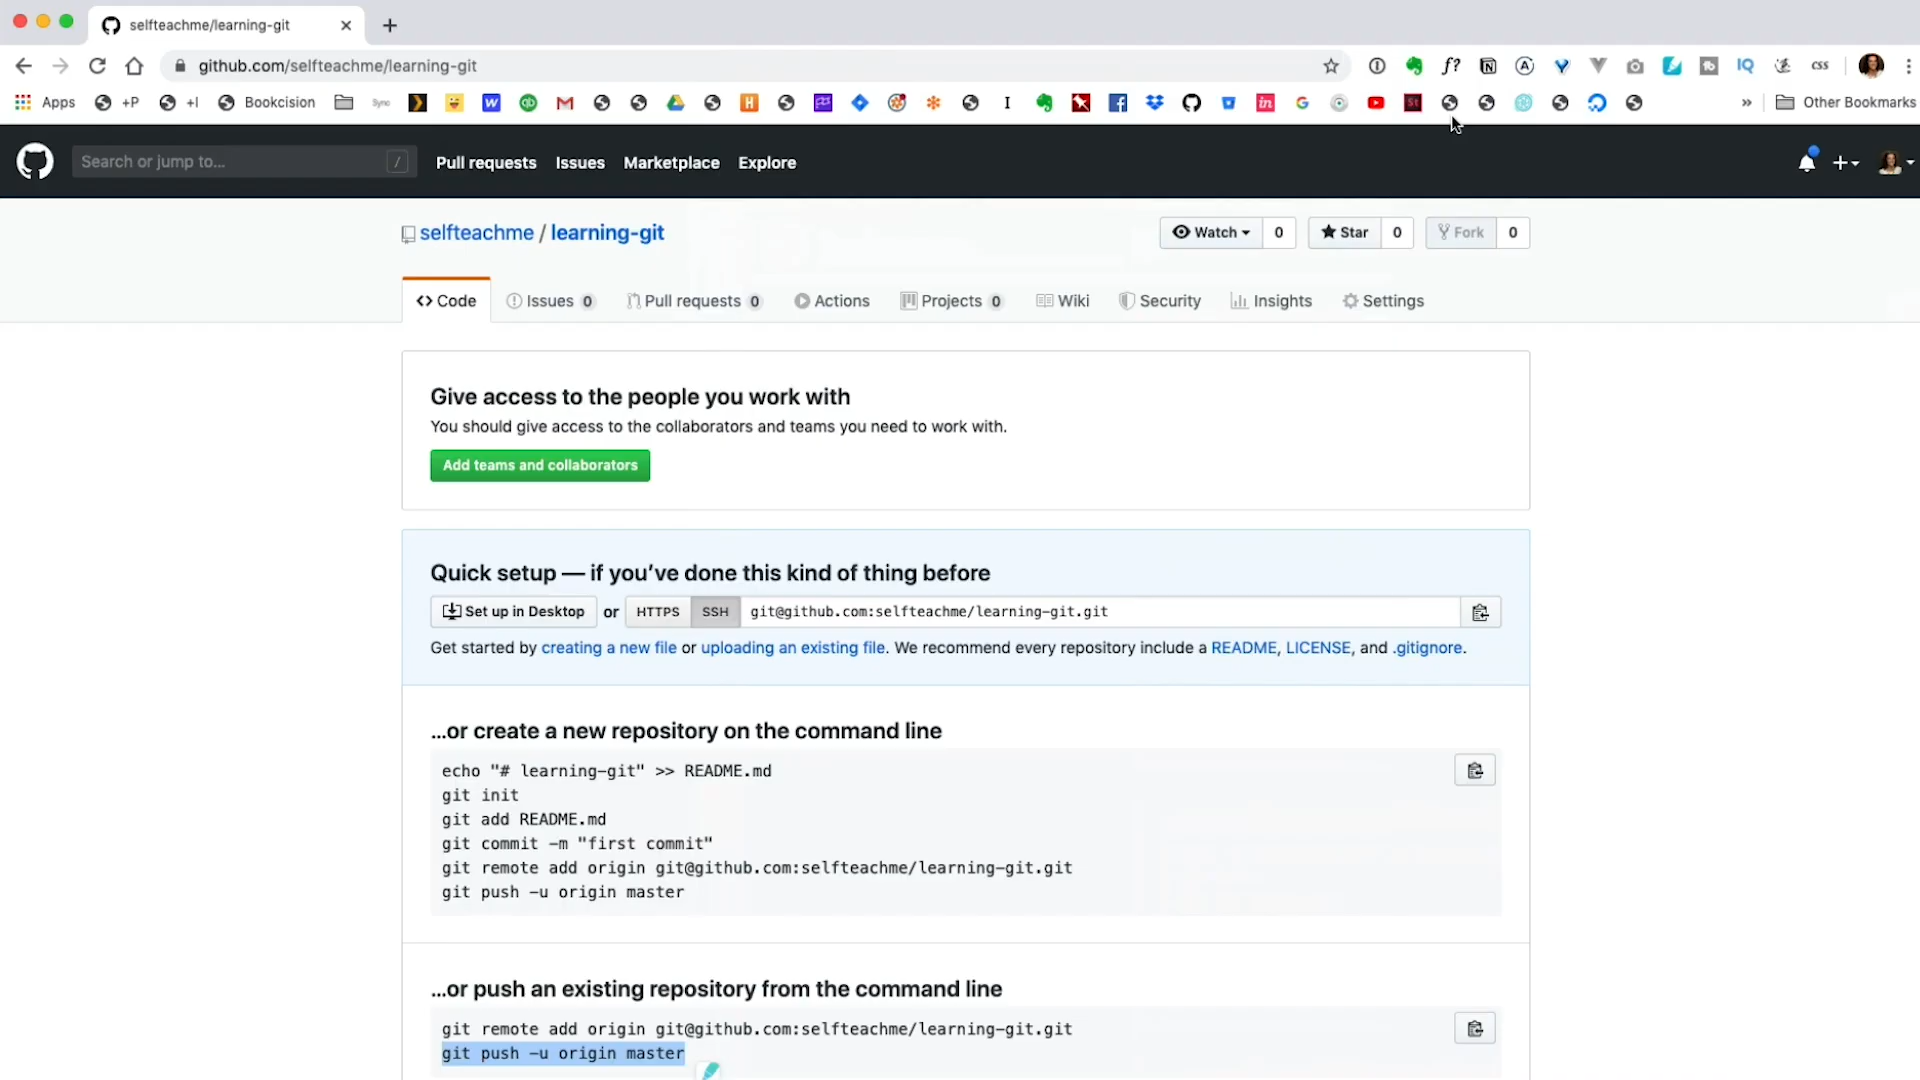 selfteachme/learning-git
github.com/selfteachme/learning-git
f?
IQ
css
Apps +P +I Bookcision Sync » Other Bookmarks
Search or jump to... / Pull requests Issues Marketplace Explore
selfteachme / learning-git
Watch 0 Star 0 Fork 0
Code Issues 0 Pull requests 0 Actions Projects 0 Wiki Security Insights Settings
Give access to the people you work with
You should give access to the collaborators and teams you need to work with.
Add teams and collaborators
Quick setup — if you’ve done this kind of thing before
Set up in Desktop or HTTPS SSH git@github.com:selfteachme/learning-git.git
Get started by creating a new file or uploading an existing file. We recommend every repository include a README, LICENSE, and .gitignore.
…or create a new repository on the command line
echo "# learning-git" >> README.md
git init
git add README.md
git commit -m "first commit"
git remote add origin git@github.com:selfteachme/learning-git.git
git push -u origin master
…or push an existing repository from the command line
git remote add origin git@github.com:selfteachme/learning-git.git
git push -u origin master